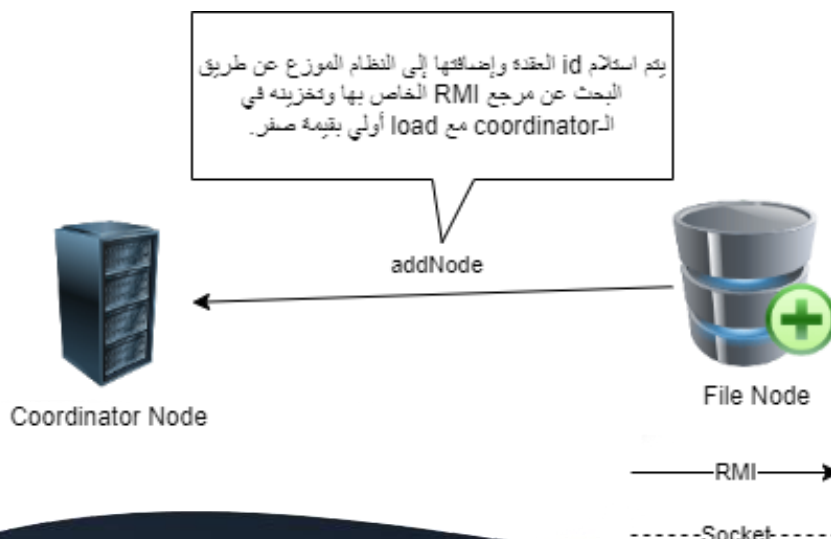 يتم استلام id العقدة وإضافتها إلى النظام الموزع عن طريق
البحث عن مرجع RMI الخاص بها وتخزينه في
الـcoordinator مع load أولي بقيمة صفر.
addNode
Coordinator Node
File Node
RMI
Socket